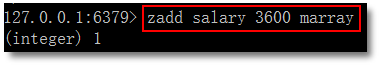 127.0.0.1:6379> zadd salary 3600 marray
(integer) 1